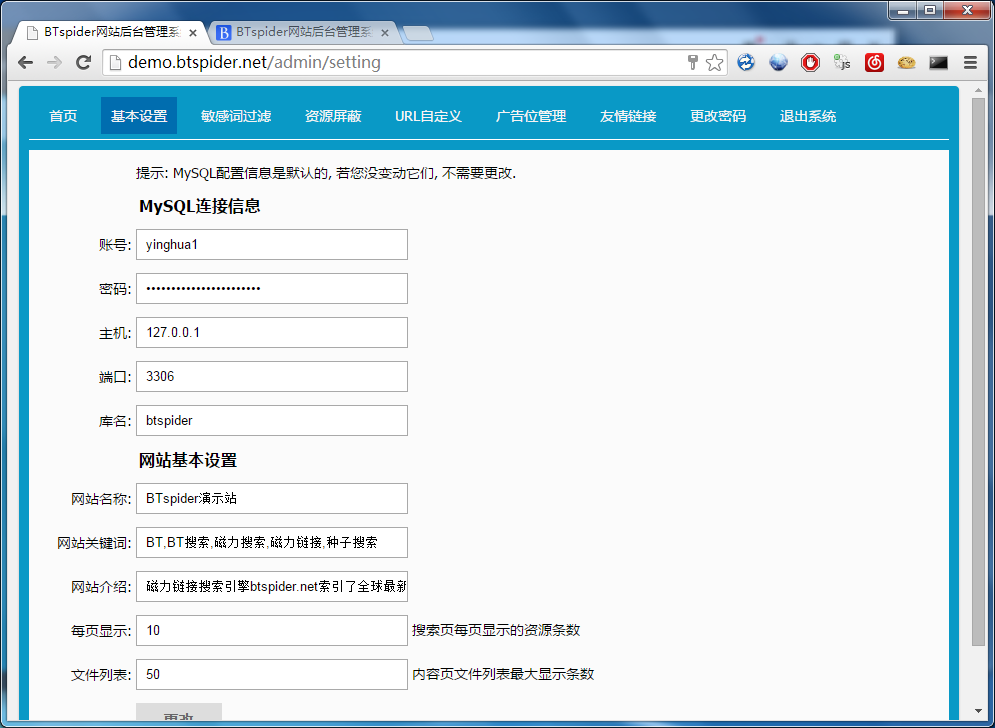 BTspider网站后台管理系
BTspider网站后台管理系
demo.btspider.net/admin/setting
首页 基本设置 敏感词过滤 资源屏蔽 URL自定义 广告位管理 友情链接 更改密码 退出系统
提示: MySQL配置信息是默认的, 若您没变动它们, 不需要更改.
MySQL连接信息
账号: yinghua1
密码: •••••••••••••••••••••••
主机: 127.0.0.1
端口: 3306
库名: btspider
网站基本设置
网站名称: BTspider演示站
网站关键词: BT,BT搜索,磁力搜索,磁力链接,种子搜索
网站介绍: 磁力链接搜索引擎btspider.net索引了全球最新
每页显示: 10 搜索页每页显示的资源条数
文件列表: 50 内容页文件列表最大显示条数
更改